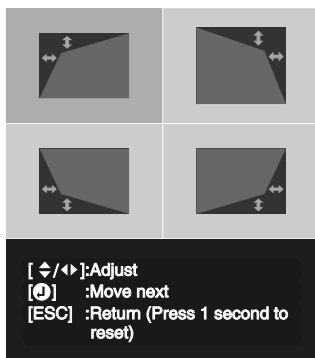 [ ⬍/⬌ ]:Adjust
[⏎] :Move next
[ESC] :Return (Press 1 second to
reset)